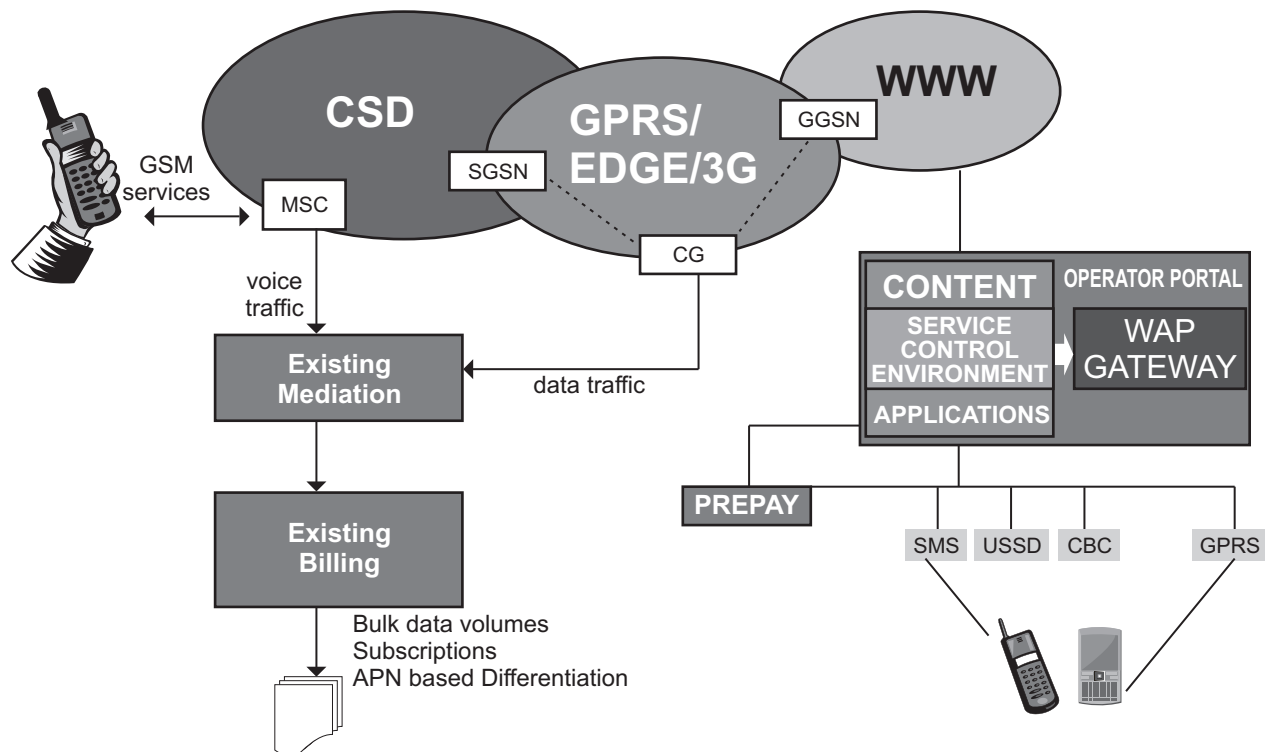 CSD
GPRS/
EDGE/3G
WWW
GGSN
SGSN
MSC
CG
GSM
services
voice
traffic
data traffic
Existing
Mediation
Existing
Billing
Bulk data volumes
Subscriptions
APN based Differentiation
CONTENT
OPERATOR PORTAL
SERVICE
CONTROL
ENVIRONMENT
WAP
GATEWAY
APPLICATIONS
PREPAY
SMS
USSD
CBC
GPRS